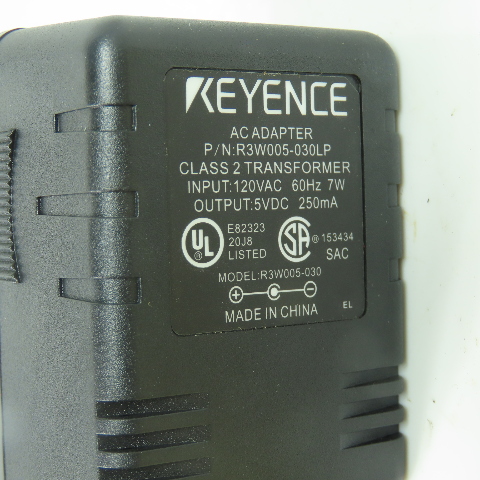 KEYENCE
AC ADAPTER
P/N:R3W005-030LP
CLASS 2 TRANSFORMER
INPUT:120VAC 60Hz 7W
OUTPUT:5VDC 250mA
UL ® E82323 20J8 LISTED
SA ® 153434 SAC
MODEL:R3W005-030
MADE IN CHINA
EL